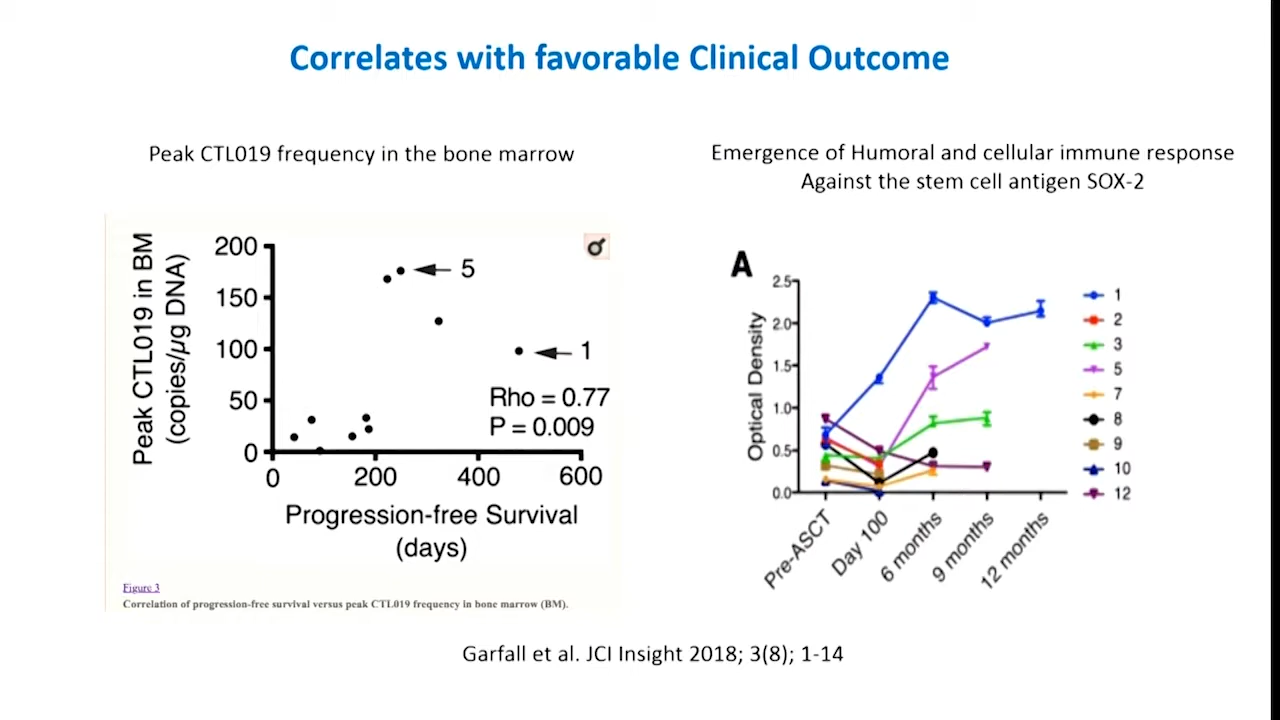 Correlates with favorable Clinical Outcome
Peak CTL019 frequency in the bone marrow
Peak CTL019 in BM
(copies/µg DNA)
200
150
100
50
0
0
200
400
600
5
1
Rho = 0.77
P = 0.009
Progression-free Survival
(days)
Figure 3
Correlation of progression-free survival versus peak CTL019 frequency in bone marrow (BM).
Emergence of Humoral and cellular immune response
Against the stem cell antigen SOX-2
A
Optical Density
2.5
2.0
1.5
1.0
0.5
0.0
Pre-ASCT
Day 100
6 months
9 months
12 months
1
2
3
5
7
8
9
10
12
Garfall et al. JCI Insight 2018; 3(8); 1-14